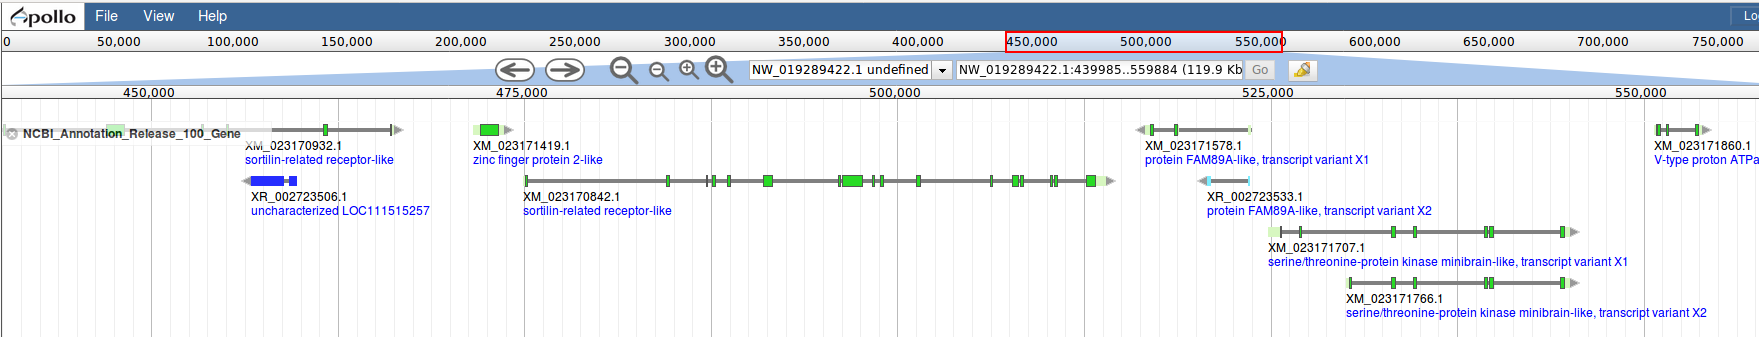 Apollo File View Help Lo
0 50,000 100,000 150,000 200,000 250,000 300,000 350,000 400,000 450,000 500,000 550,000 600,000 650,000 700,000 750,000
NW_019289422.1 undefined NW_019289422.1:439985..559884 (119.9 Kb Go
450,000 475,000 500,000 525,000 550,000
NCBI_Annotation_Release_100_Gene
XM_023170932.1 XM_023171419.1 XM_023171578.1 XM_023171860.1
sortilin-related receptor-like zinc finger protein 2-like protein FAM89A-like, transcript variant X1 V-type proton ATPa
XR_002723506.1 XM_023170842.1 XR_002723533.1
uncharacterized LOC111515257 sortilin-related receptor-like protein FAM89A-like, transcript variant X2
XM_023171707.1
serine/threonine-protein kinase minibrain-like, transcript variant X1
XM_023171766.1
serine/threonine-protein kinase minibrain-like, transcript variant X2